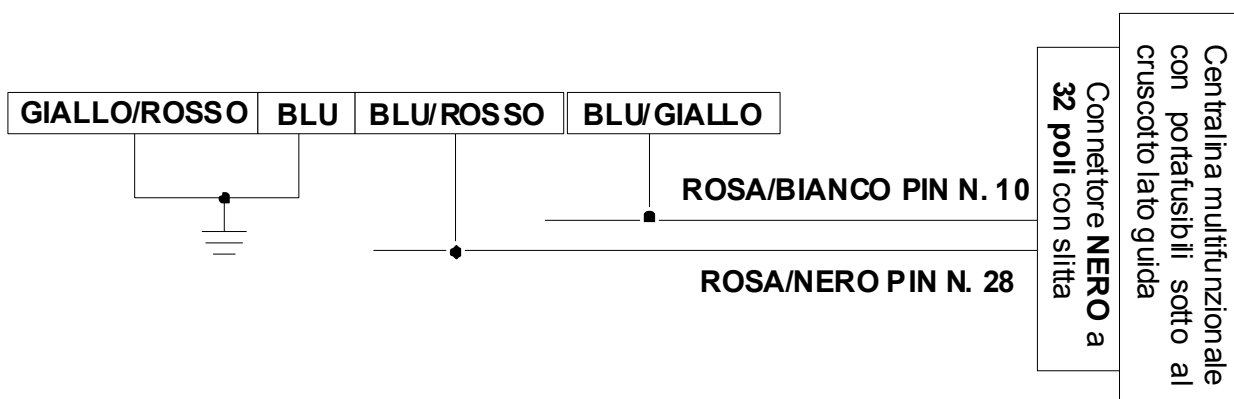 GIALLO/ROSSO BLU BLU/ROSSO BLU/GIALLO
ROSA/BIANCO PIN N. 10
ROSA/NERO PIN N. 28
Connettore NERO a
32 poli con slitta
Centralina multifunzionale
con portafusibili sotto al
cruscotto lato guida